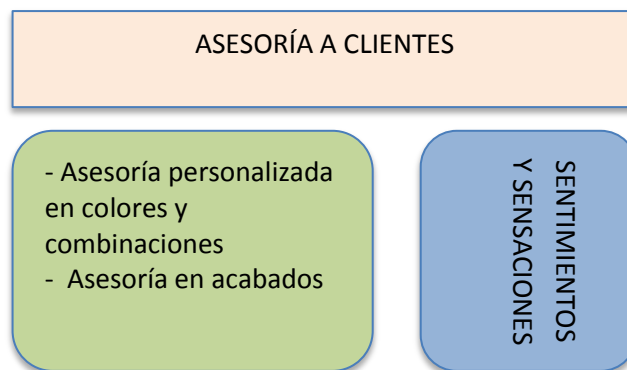 ASESORÍA A CLIENTES
- Asesoría personalizada
en colores y
combinaciones
- Asesoría en acabados
SENTIMIENTOS
Y SENSACIONES